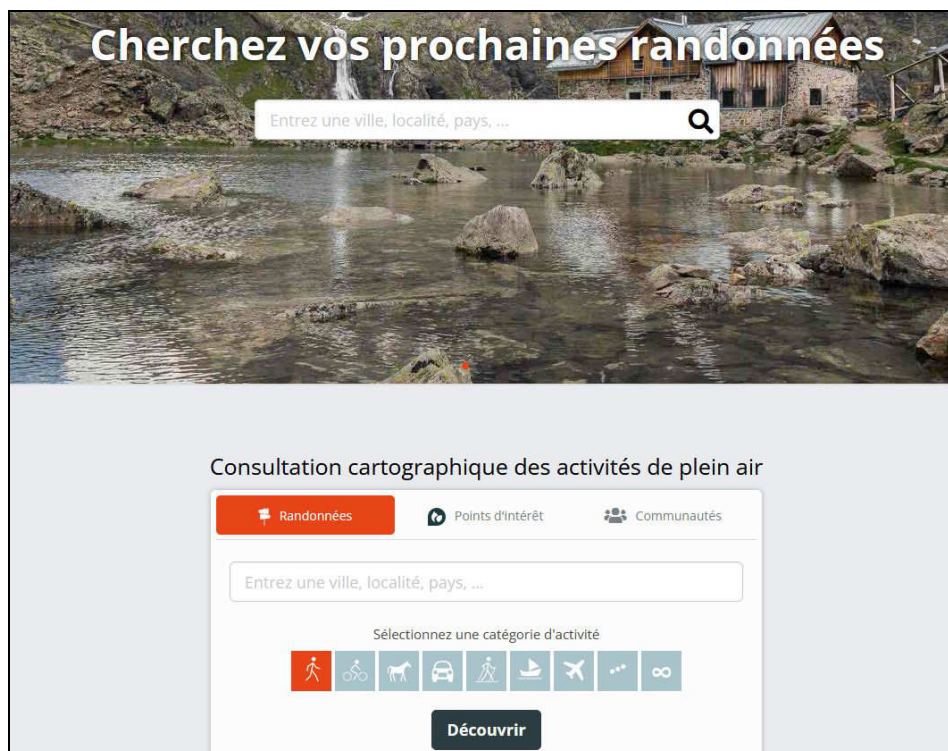 Cherchez vos prochaines randonnées
Entrez une ville, localité, pays, ...
Consultation cartographique des activités de plein air
Randonnées
Points d'intérêt
Communautés
Entrez une ville, localité, pays, ...
Sélectionnez une catégorie d'activité
Découvrir